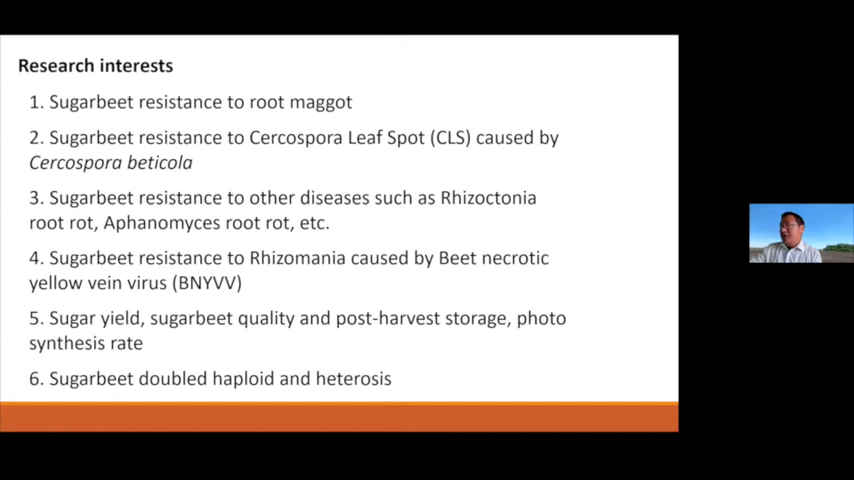 Research interests
1. Sugarbeet resistance to root maggot
2. Sugarbeet resistance to Cercospora Leaf Spot (CLS) caused by
Cercospora beticola
3. Sugarbeet resistance to other diseases such as Rhizoctonia
root rot, Aphanomyces root rot, etc.
4. Sugarbeet resistance to Rhizomania caused by Beet necrotic
yellow vein virus (BNYVV)
5. Sugar yield, sugarbeet quality and post-harvest storage, photo
synthesis rate
6. Sugarbeet doubled haploid and heterosis